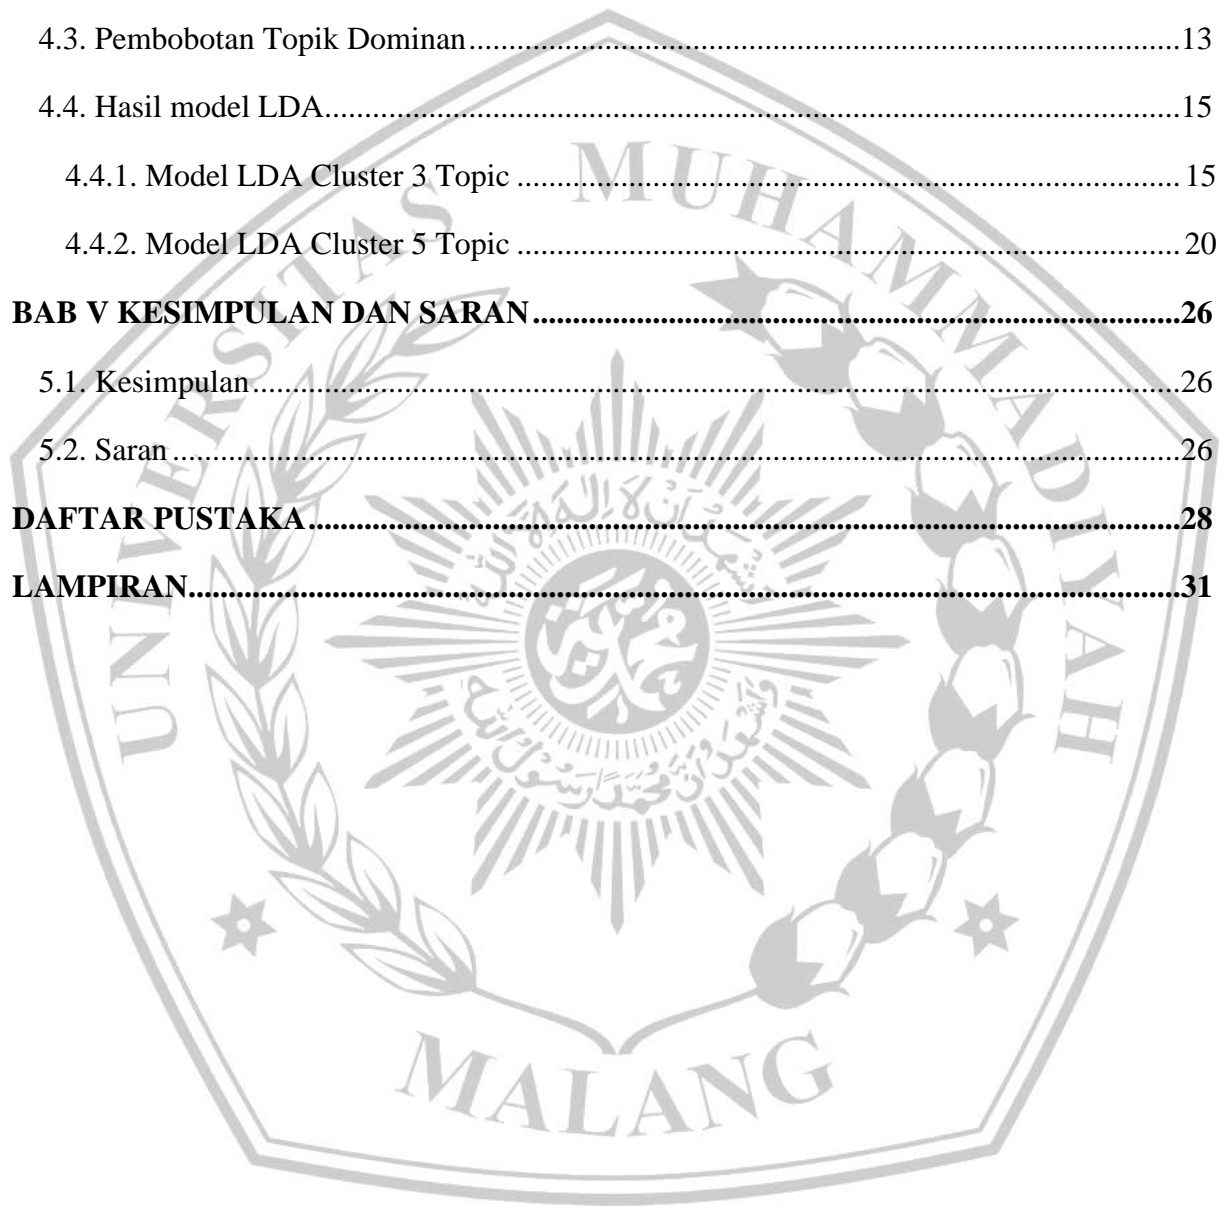 4.3. Pembobotan Topik Dominan 13
4.4. Hasil model LDA 15
4.4.1. Model LDA Cluster 3 Topic 15
4.4.2. Model LDA Cluster 5 Topic 20
BAB V KESIMPULAN DAN SARAN 26
5.1. Kesimpulan 26
5.2. Saran 26
DAFTAR PUSTAKA 28
LAMPIRAN 31
UNIVERSITAS MUHAMMADIYAH
MALANG